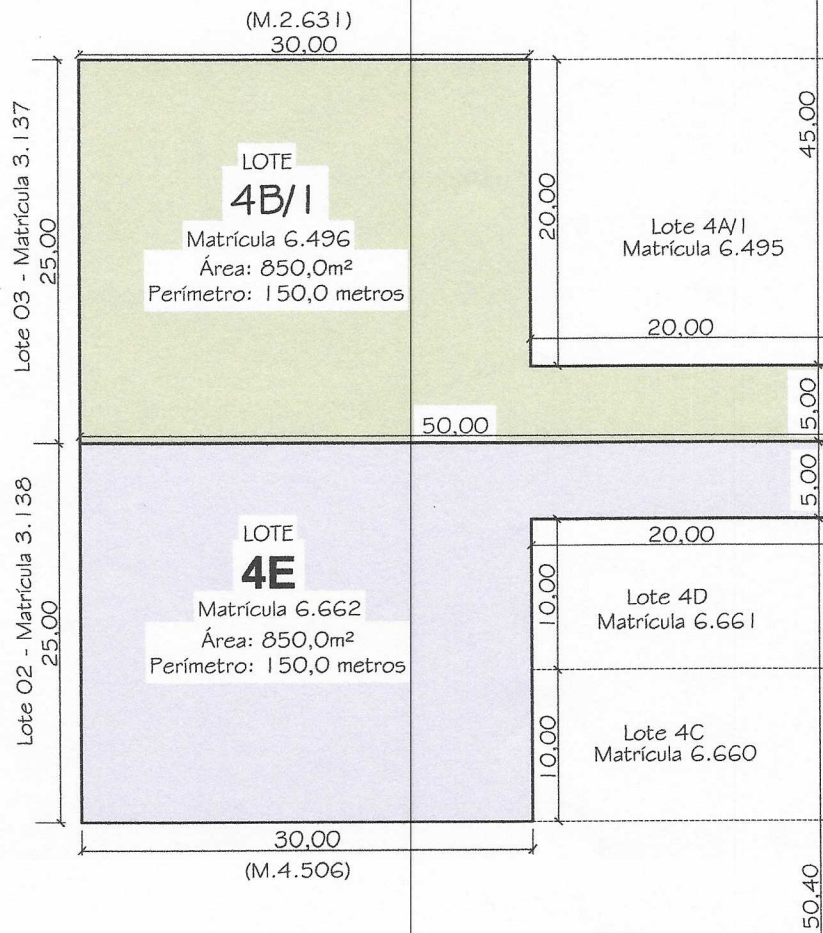 (M.2.631)
30,00
Lote 03 - Matrícula 3.137
25,00
LOTE
4B/1
Matrícula 6.496
Área: 850,0m²
Perímetro: 150,0 metros
20,00
Lote 4A/1
Matrícula 6.495
45,00
20,00
5,00
50,00
5,00
Lote 02 - Matrícula 3.138
25,00
LOTE
4E
Matrícula 6.662
Área: 850,0m²
Perímetro: 150,0 metros
20,00
10,00
Lote 4D
Matrícula 6.661
10,00
Lote 4C
Matrícula 6.660
30,00
(M.4.506)
50,40